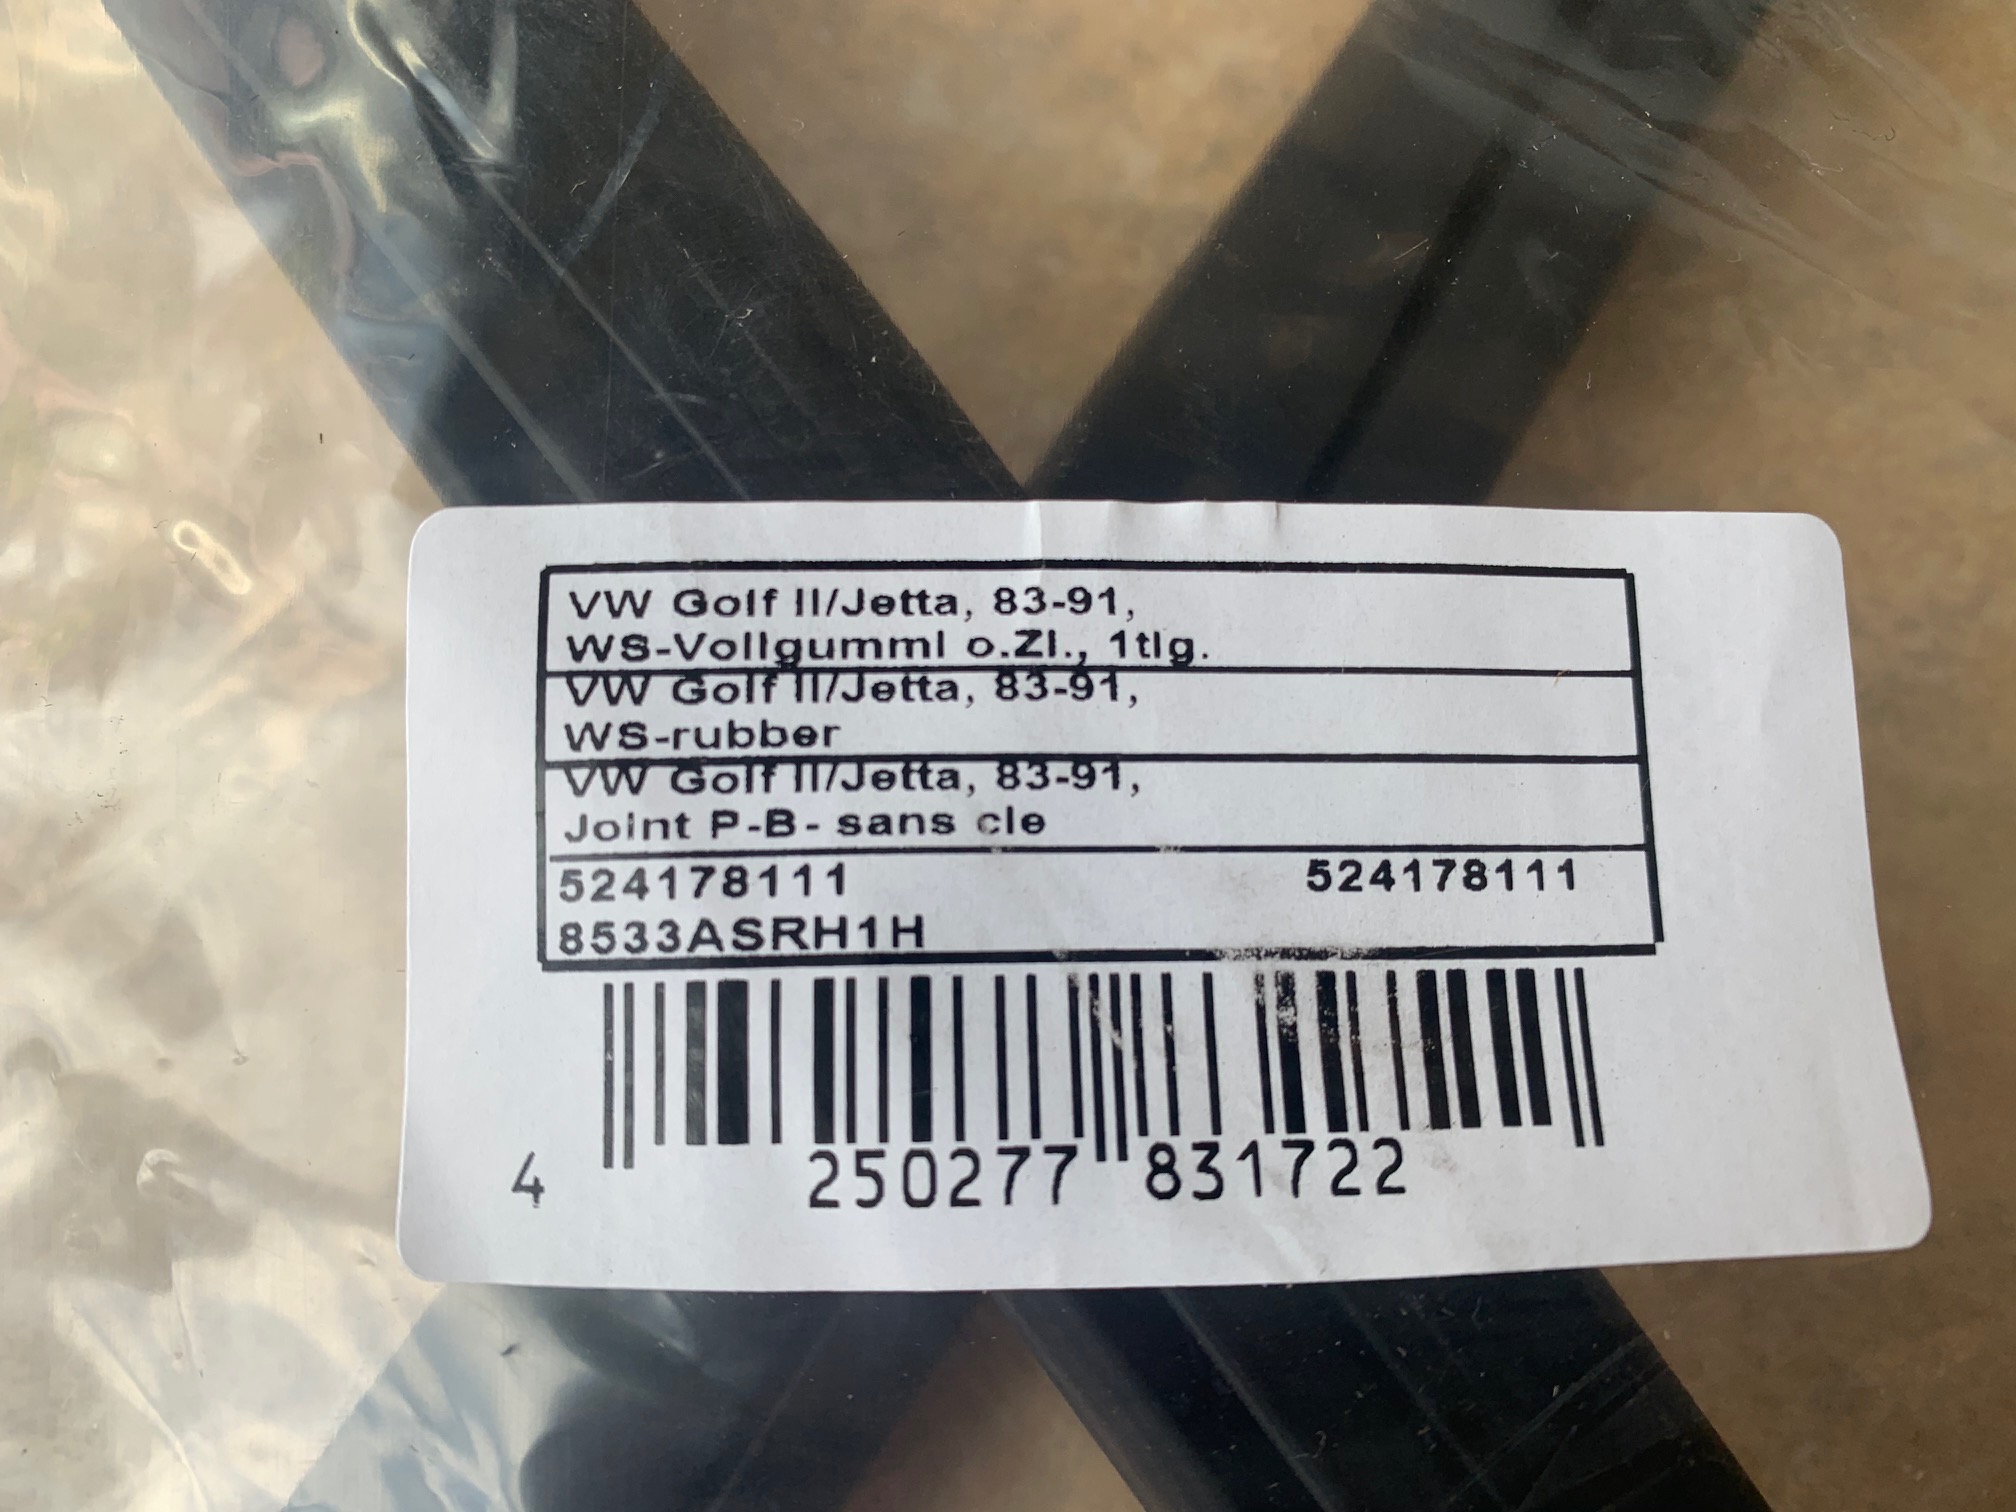 VW Golf II/Jetta, 83-91,
WS-Vollgummi o.Zl., 1tlg.
VW Golf II/Jetta, 83-91,
WS-rubber
VW Golf II/Jetta, 83-91,
Joint P-B- sans cle
524178111 524178111
8533ASRH1H
4 250277 831722